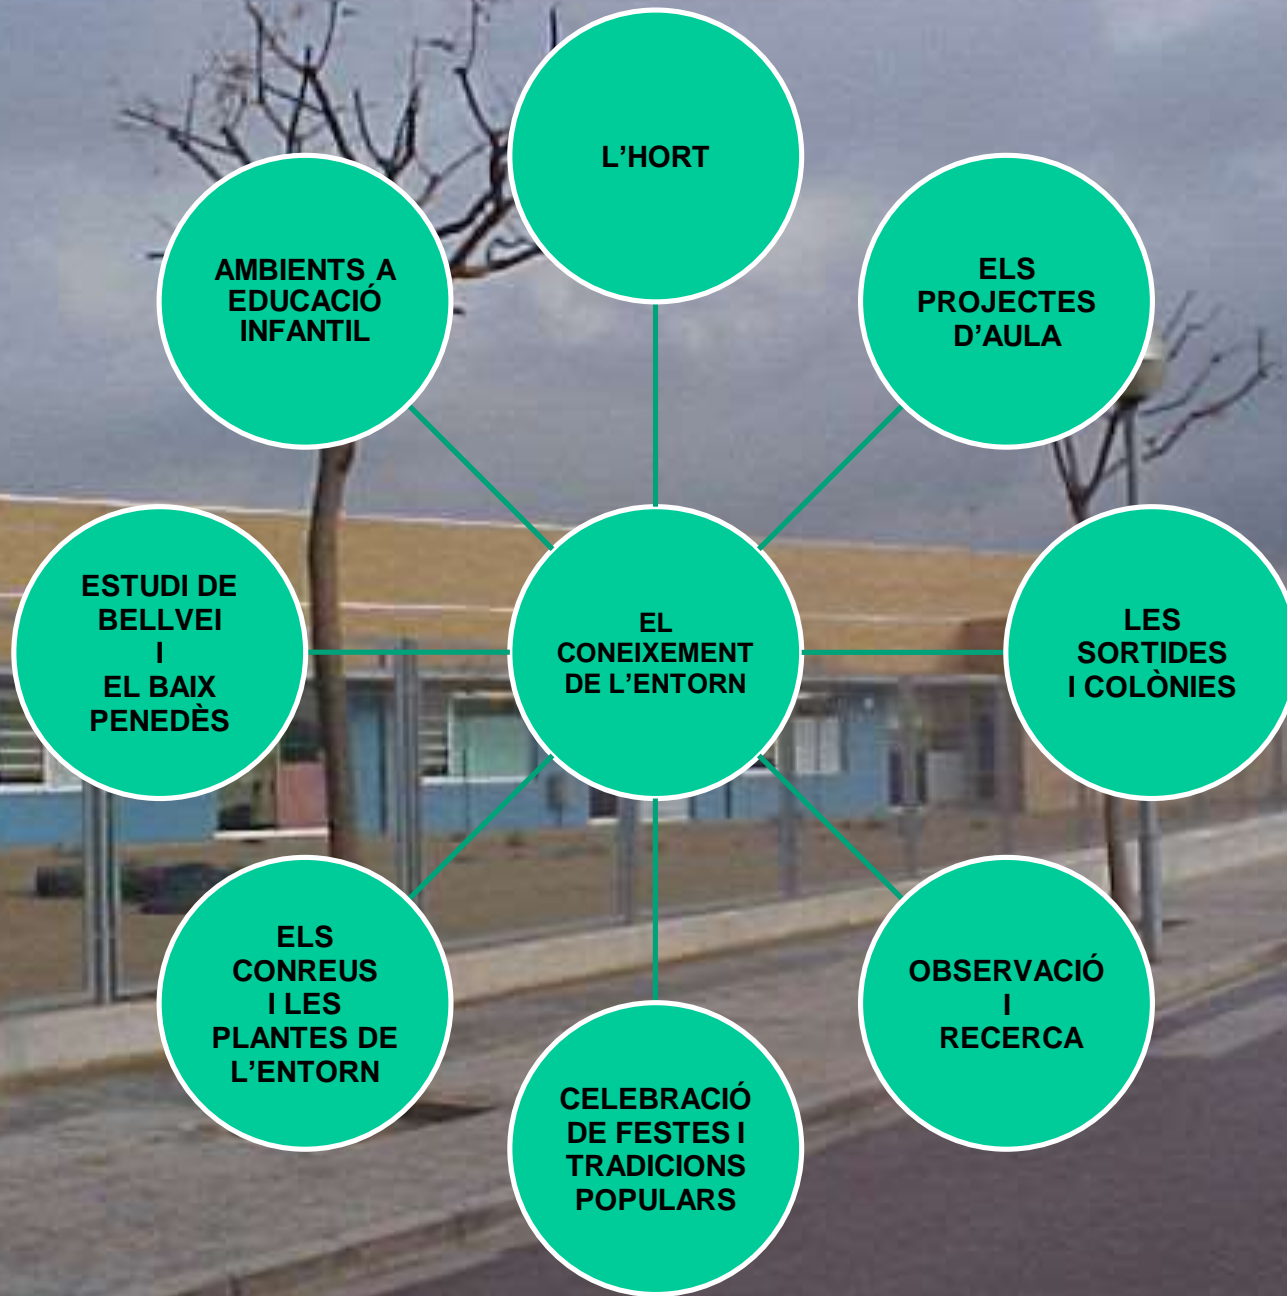 L’HORT
AMBIENTS A
EDUCACIÓ
INFANTIL
ELS
PROJECTES
D’AULA
ESTUDI DE
BELLVEI
I
EL BAIX
PENEDÈS
EL
CONEIXEMENT
DE L’ENTORN
LES
SORTIDES
I COLÒNIES
ELS
CONREUS
I LES
PLANTES DE
L’ENTORN
OBSERVACIÓ
I
RECERCA
CELEBRACIÓ
DE FESTES I
TRADICIONS
POPULARS